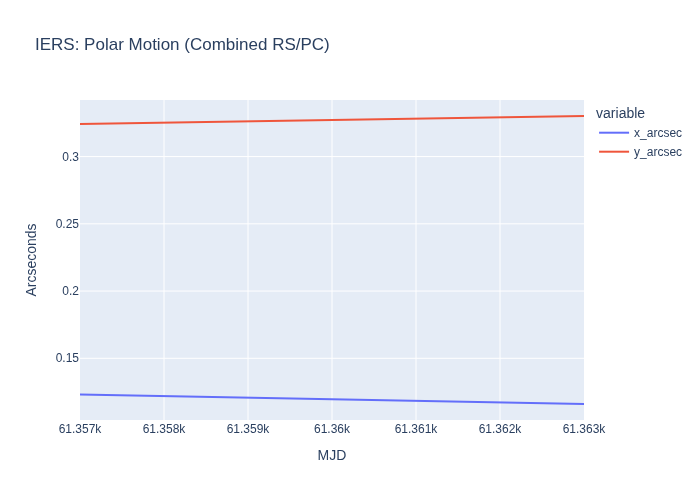 IERS: Polar Motion (Combined RS/PC)
variable
x_arcsec
y_arcsec
Arcseconds
0.3
0.25
0.2
0.15
61.357k 61.358k 61.359k 61.36k 61.361k 61.362k 61.363k
MJD